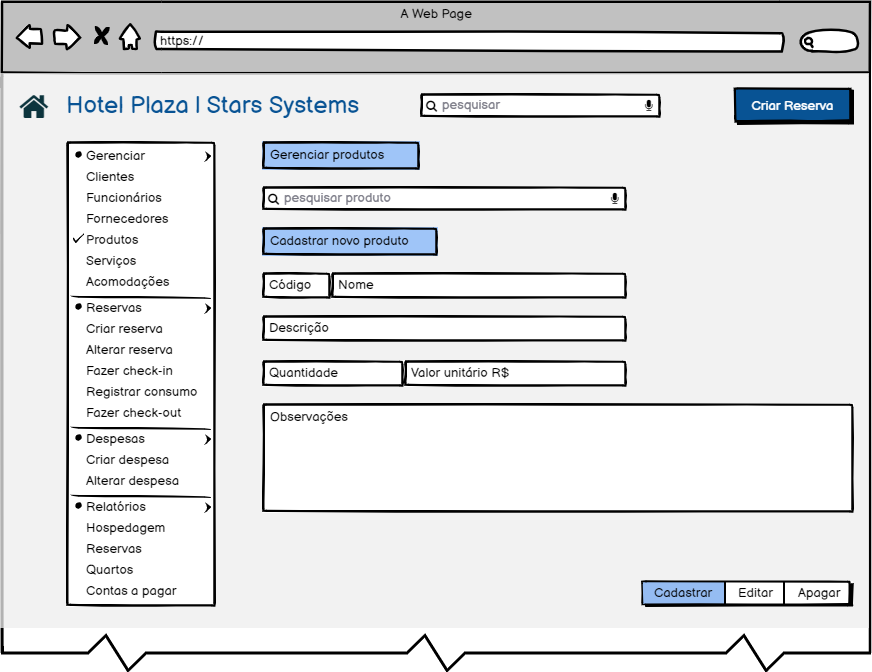 A Web Page
https://
Hotel Plaza | Stars Systems
pesquisar
Criar Reserva
Gerenciar
Clientes
Funcionários
Fornecedores
Produtos
Serviços
Acomodações
Reservas
Criar reserva
Alterar reserva
Fazer check-in
Registrar consumo
Fazer check-out
Despesas
Criar despesa
Alterar despesa
Relatórios
Hospedagem
Reservas
Quartos
Contas a pagar
Gerenciar produtos
pesquisar produto
Cadastrar novo produto
Código Nome
Descrição
Quantidade Valor unitário R$
Observações
Cadastrar Editar Apagar